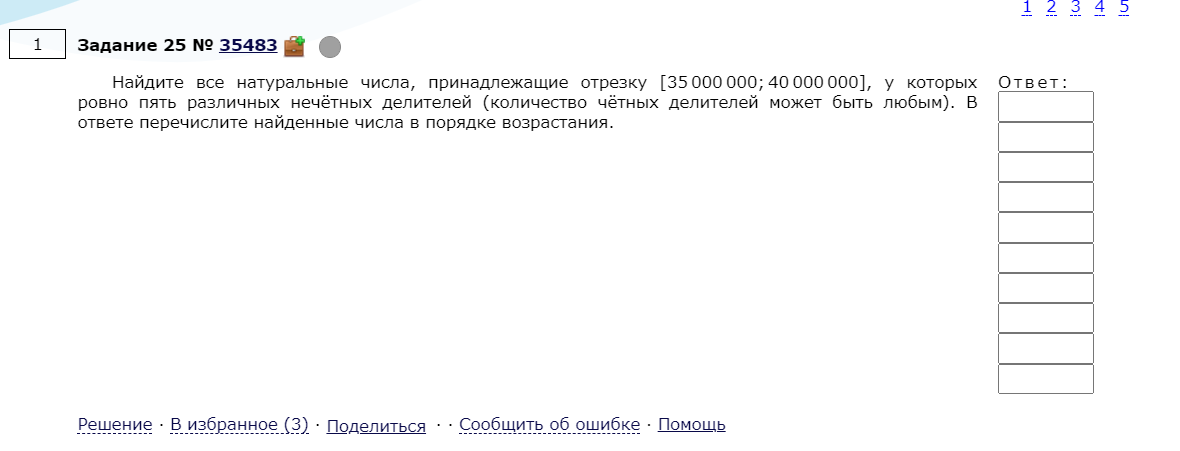 1 2 3 4 5
1 Задание 25 № 35483
Найдите все натуральные числа, принадлежащие отрезку [35 000 000; 40 000 000], у которых
ровно пять различных нечётных делителей (количество чётных делителей может быть любым). В
ответе перечислите найденные числа в порядке возрастания.
Ответ:
Решение · В избранное (3) · Поделиться · · Сообщить об ошибке · Помощь